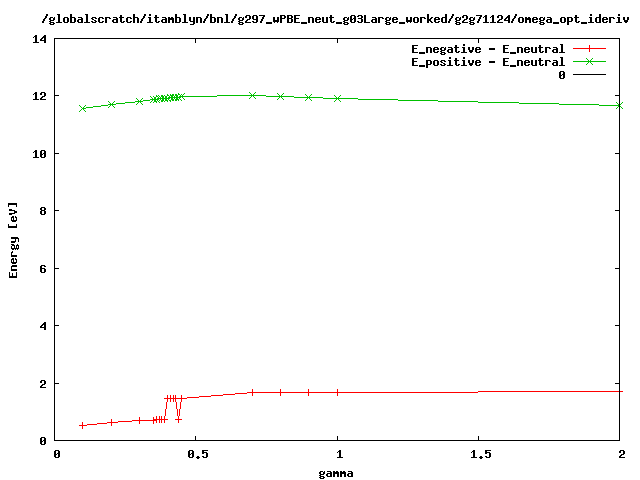 /globalscratch/itamblyn/bnl/g297_wPBE_neut_g03Large_worked/g2g71124/omega_opt_ideriv
E_negative - E_neutral
E_positive - E_neutral
0
14
12
10
8
6
4
2
0
Energy [eV]
0 0.5 1 1.5 2
gamma